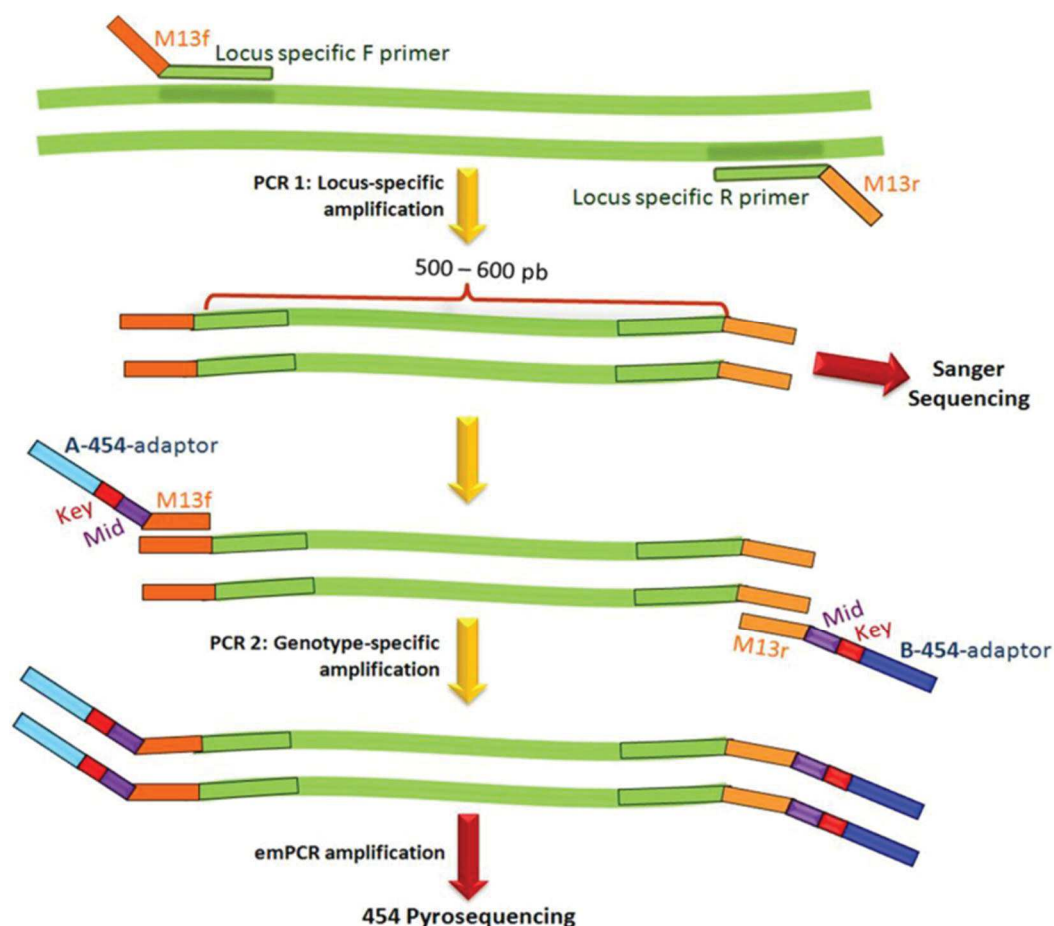 M13f
Locus specific F primer
PCR 1: Locus-specific
amplification
Locus specific R primer
M13r
500 – 600 pb
Sanger
Sequencing
A-454-adaptor
Key
Mid
M13f
PCR 2: Genotype-specific
amplification
M13r
Mid
Key
B-454-adaptor
emPCR amplification
454 Pyrosequencing